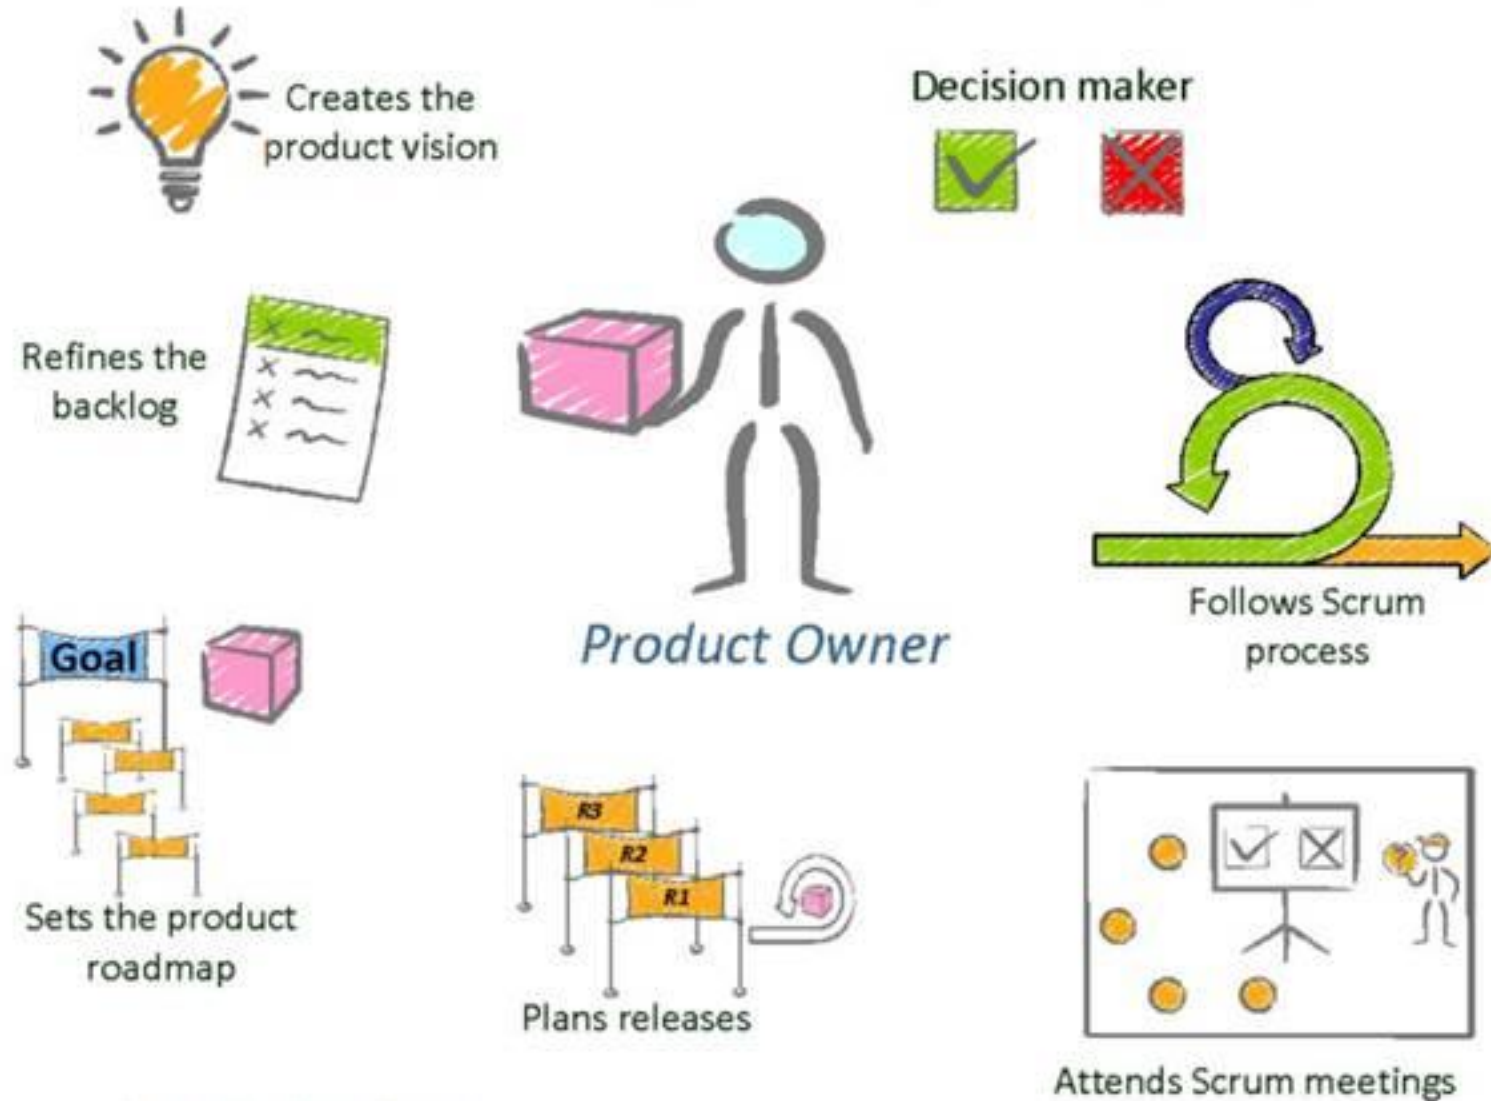 Creates the
product vision
Decision maker
Refines the
backlog
Product Owner
Follows Scrum
process
Goal
Sets the product
roadmap
R3
R2
R1
Plans releases
Attends Scrum meetings